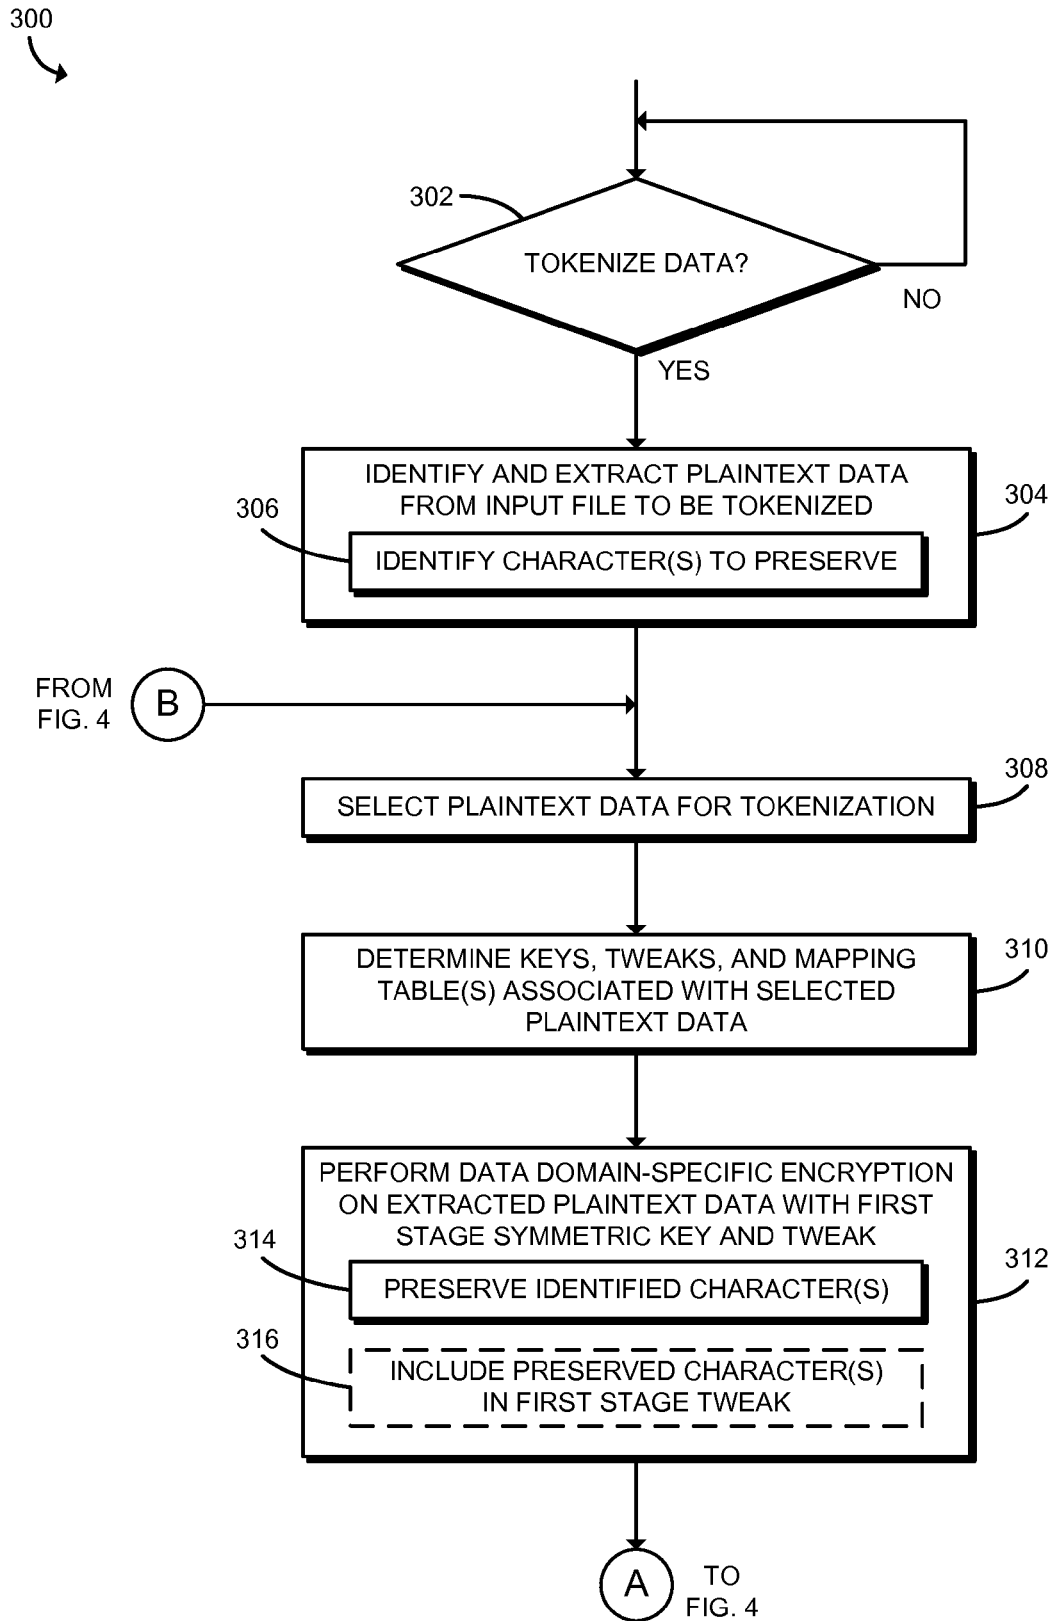 300
302
TOKENIZE DATA?
NO
YES
IDENTIFY AND EXTRACT PLAINTEXT DATA
FROM INPUT FILE TO BE TOKENIZED
304
306
IDENTIFY CHARACTER(S) TO PRESERVE
FROM
FIG. 4
B
308
SELECT PLAINTEXT DATA FOR TOKENIZATION
310
DETERMINE KEYS, TWEAKS, AND MAPPING
TABLE(S) ASSOCIATED WITH SELECTED
PLAINTEXT DATA
PERFORM DATA DOMAIN-SPECIFIC ENCRYPTION
ON EXTRACTED PLAINTEXT DATA WITH FIRST
STAGE SYMMETRIC KEY AND TWEAK
312
314
PRESERVE IDENTIFIED CHARACTER(S)
316
INCLUDE PRESERVED CHARACTER(S)
IN FIRST STAGE TWEAK
A
TO
FIG. 4